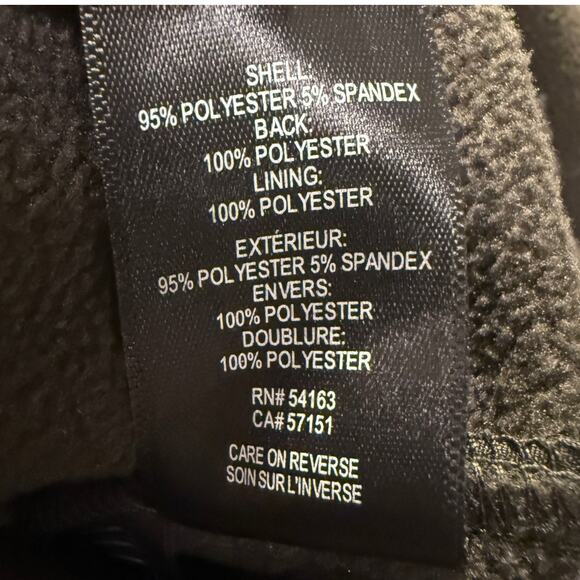 SHELL:
95% POLYESTER 5% SPANDEX
BACK:
100% POLYESTER
LINING:
100% POLYESTER
EXTÉRIEUR:
95% POLYESTER 5% SPANDEX
ENVERS:
100% POLYESTER
DOUBLURE:
100% POLYESTER
RN# 54163
CA# 57151
CARE ON REVERSE
SOIN SUR L'INVERSE